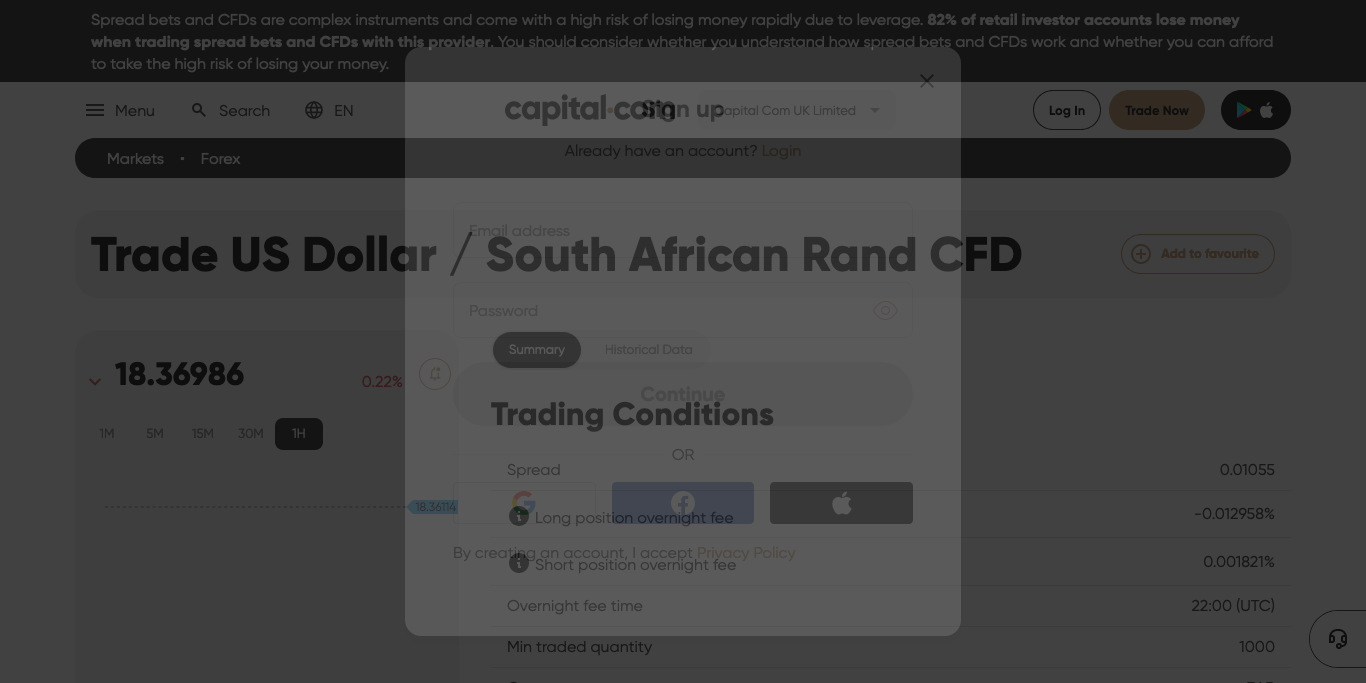 Spread bets and CFDs are complex instruments and come with a high risk of losing money rapidly due to leverage. 82% of retail investor accounts lose money
when trading spread bets and CFDs with this provider. You should consider whether you understand how spread bets and CFDs work and whether you can afford
to take the high risk of losing your money.
Menu Search EN
capital.com
Sign up
Capital Com UK Limited
Log In
Trade Now
Already have an account? Login
Markets • Forex
Email address
Trade US Dollar / South African Rand CFD
Add to favourite
Password
Summary
Historical Data
18.36986
0.22%
Continue
Trading Conditions
1M 5M 15M 30M 1H
OR
Spread 0.01055
18.36114
Long position overnight fee -0.012958%
By creating an account, I accept Privacy Policy
Short position overnight fee 0.001821%
Overnight fee time 22:00 (UTC)
Min traded quantity 1000